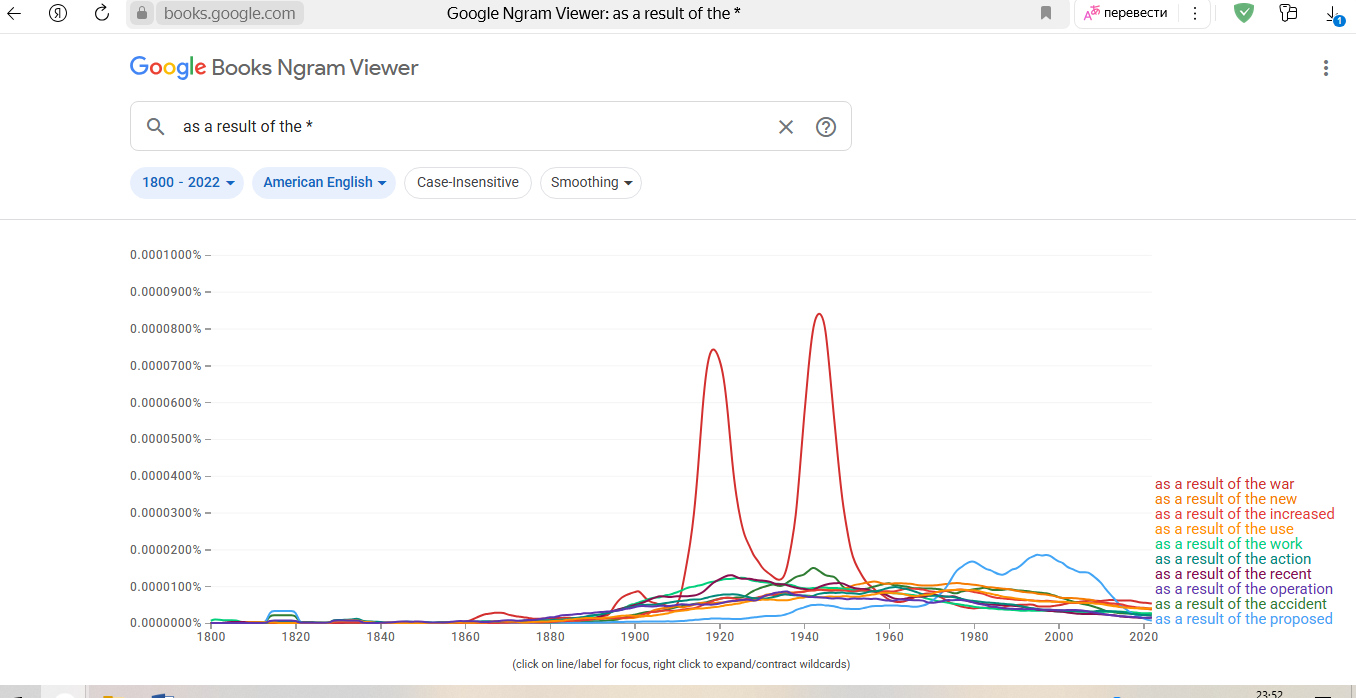 books.google.com Google Ngram Viewer: as a result of the * перевести 1
Google Books Ngram Viewer
as a result of the *
1800 - 2022 American English Case-Insensitive Smoothing
0.0001000%
0.0000900%
0.0000800%
0.0000700%
0.0000600%
0.0000500%
0.0000400%
0.0000300%
0.0000200%
0.0000100%
0.0000000%
1800 1820 1840 1860 1880 1900 1920 1940 1960 1980 2000 2020
as a result of the war
as a result of the new
as a result of the increased
as a result of the use
as a result of the work
as a result of the action
as a result of the recent
as a result of the operation
as a result of the accident
as a result of the proposed
(click on line/label for focus, right click to expand/contract wildcards)
23:52